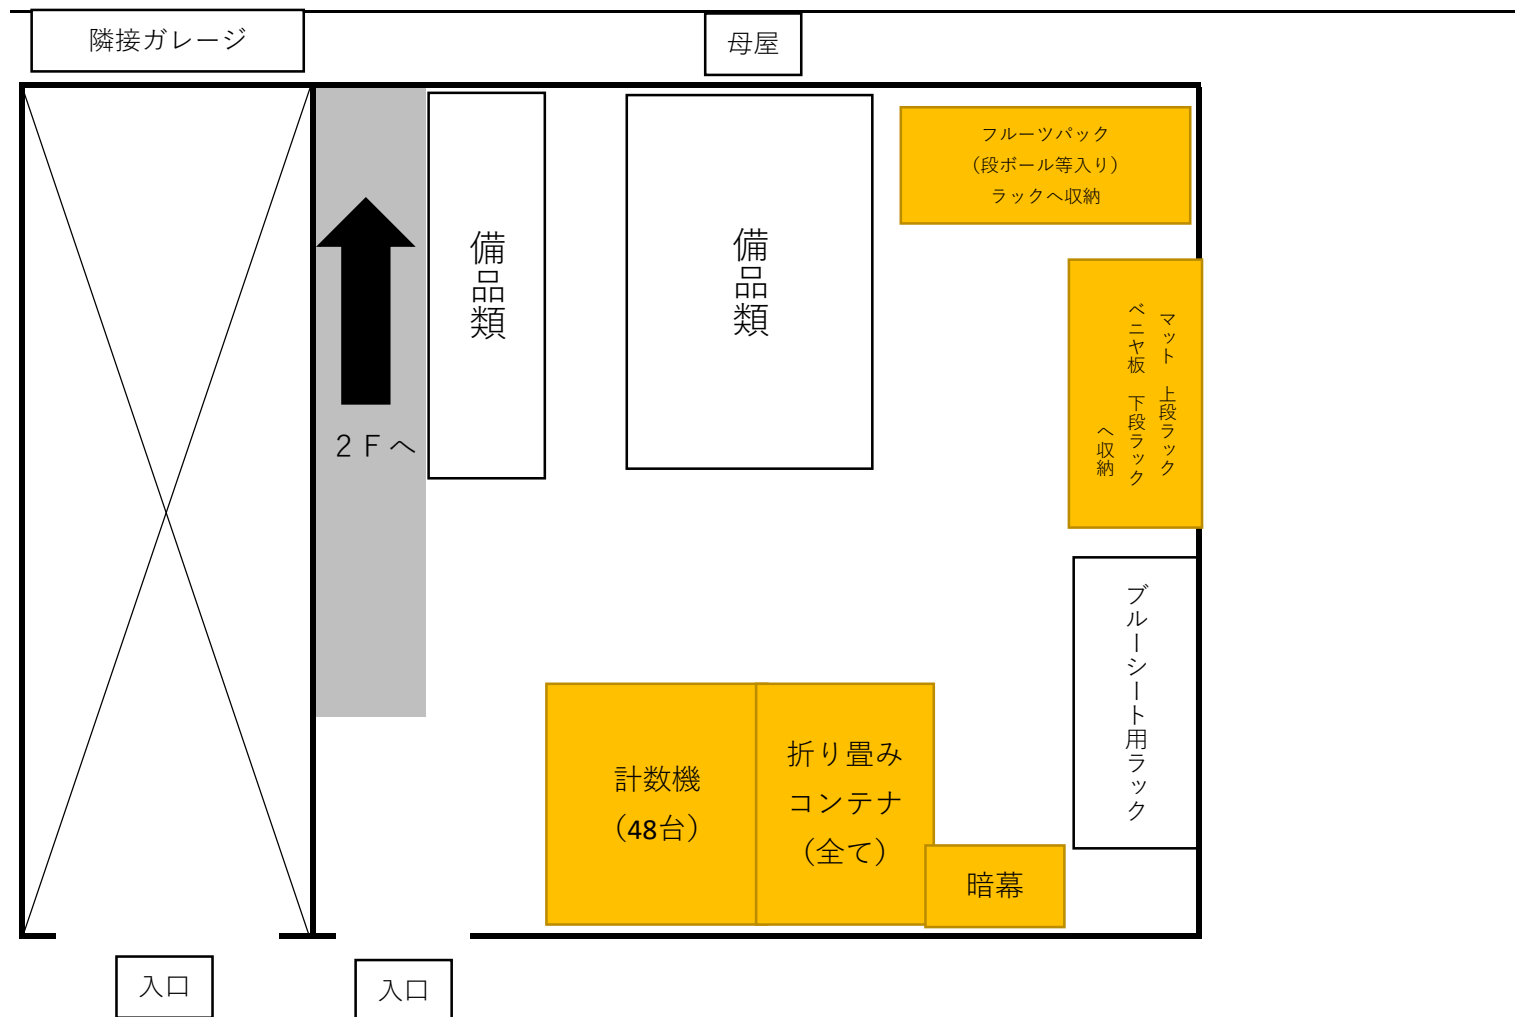 隣接ガレージ
母屋
フルーツパック
（段ボール等入り）
ラックへ収納
備品類
備品類
２Ｆへ
マット　上段ラック
ベニヤ板　下段ラック
へ収納
ブルーシート用ラック
計数機
（48台）
折り畳み
コンテナ
（全て）
暗幕
入口
入口